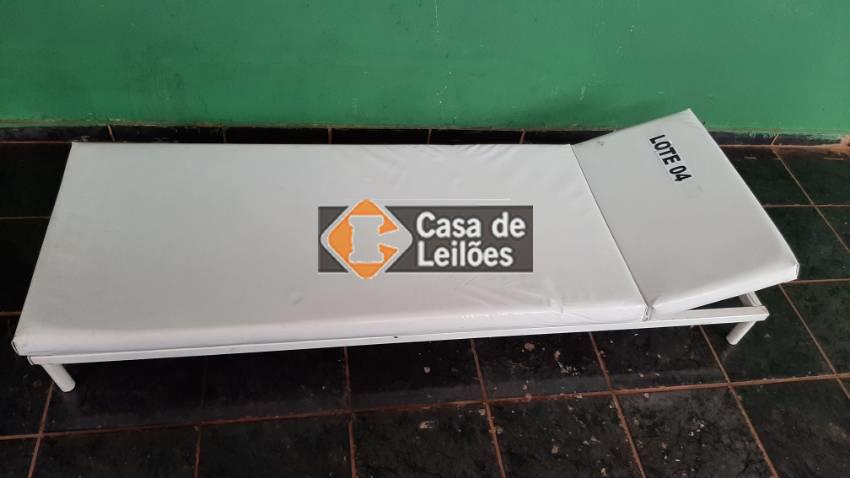 LOTE 04
Casa de
Leilões